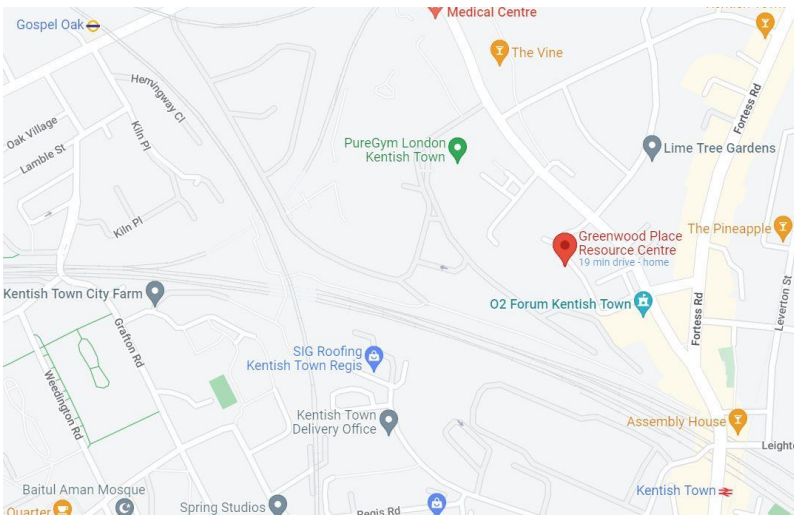 Medical Centre
Gospel Oak
The Vine
Hemingway Cl
Fortess Rd
Oak Village
Kiln Pl
Lamble St
PureGym London
Kentish Town
Lime Tree Gardens
Kiln Pl
The Pineapple
Greenwood Place
Resource Centre
19 min drive - home
Kentish Town City Farm
O2 Forum Kentish Town
Leverton St
Grafton Rd
Fortess Rd
SIG Roofing
Kentish Town Regis
Weedington Rd
Kentish Town
Delivery Office
Assembly House
Leight
Baitul Aman Mosque
Kentish Town
Quarter
Spring Studios
Regis Rd